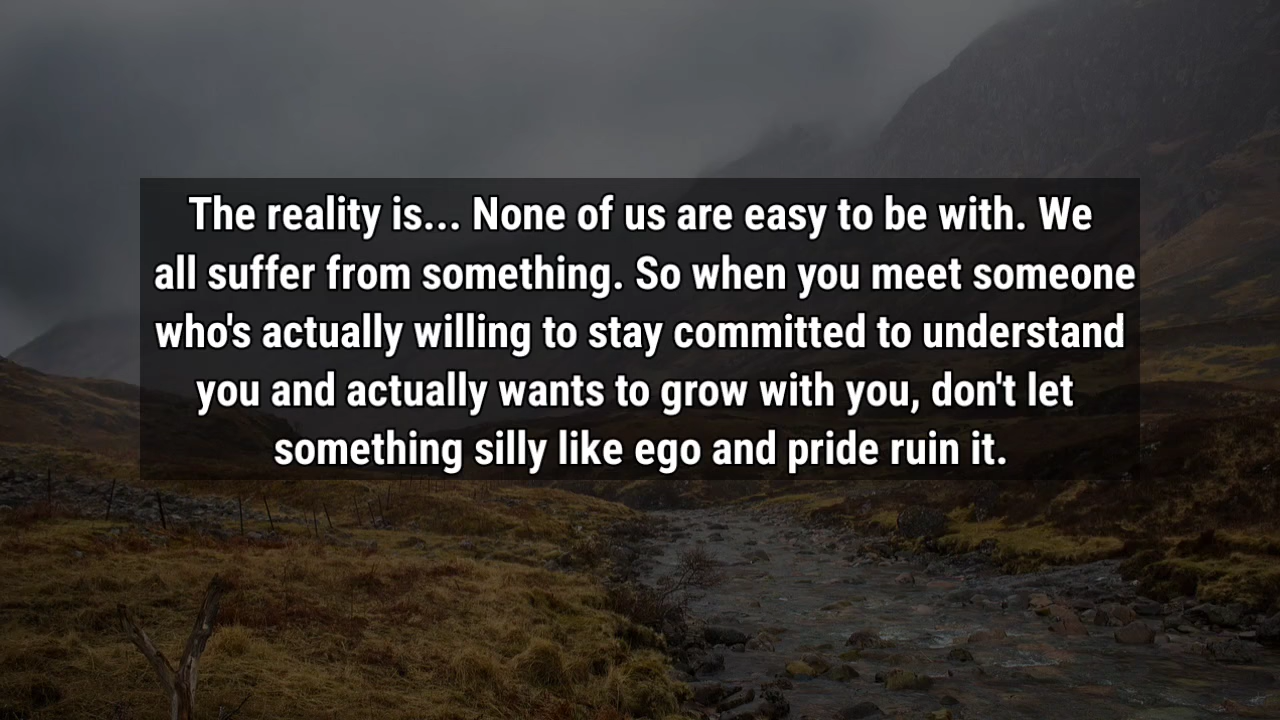 The reality is... None of us are easy to be with. We
all suffer from something. So when you meet someone
who's actually willing to stay committed to understand
you and actually wants to grow with you, don't let
something silly like ego and pride ruin it.